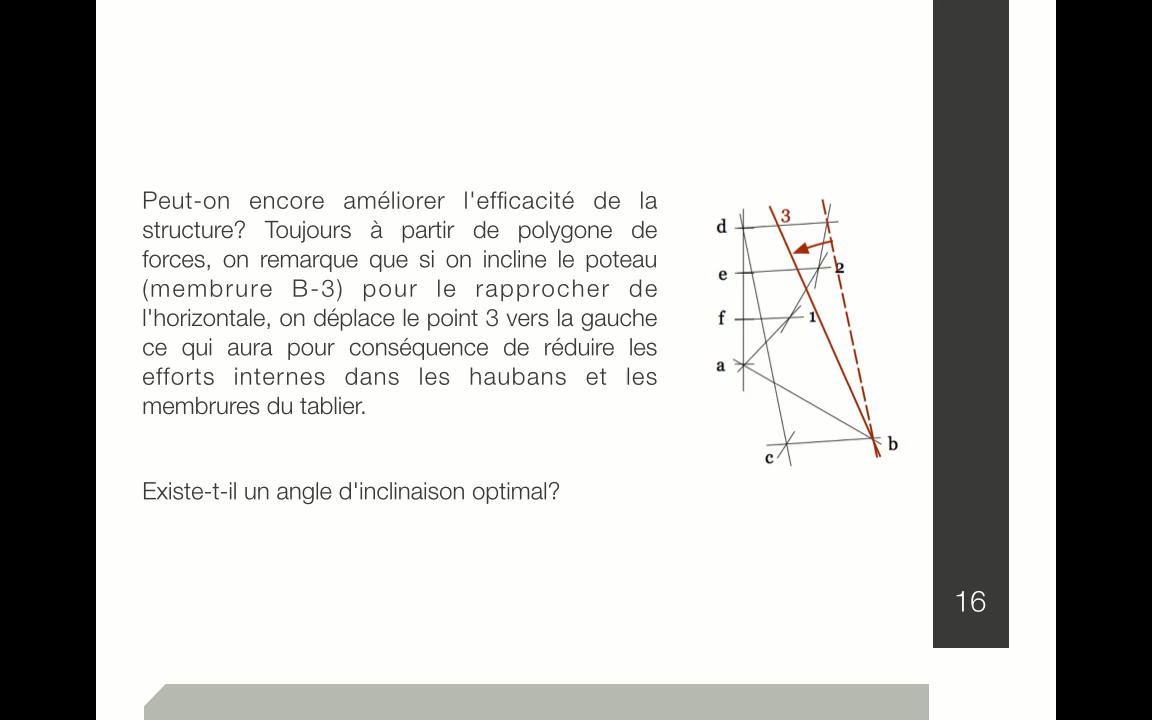 Peut-on encore améliorer l'efficacité de la
structure? Toujours à partir de polygone de
forces, on remarque que si on incline le poteau
(membrure B-3) pour le rapprocher de
l'horizontale, on déplace le point 3 vers la gauche
ce qui aura pour conséquence de réduire les
efforts internes dans les haubans et les
membrures du tablier.
Existe-t-il un angle d'inclinaison optimal?
3
d
e
2
f
1
a
b
c
16